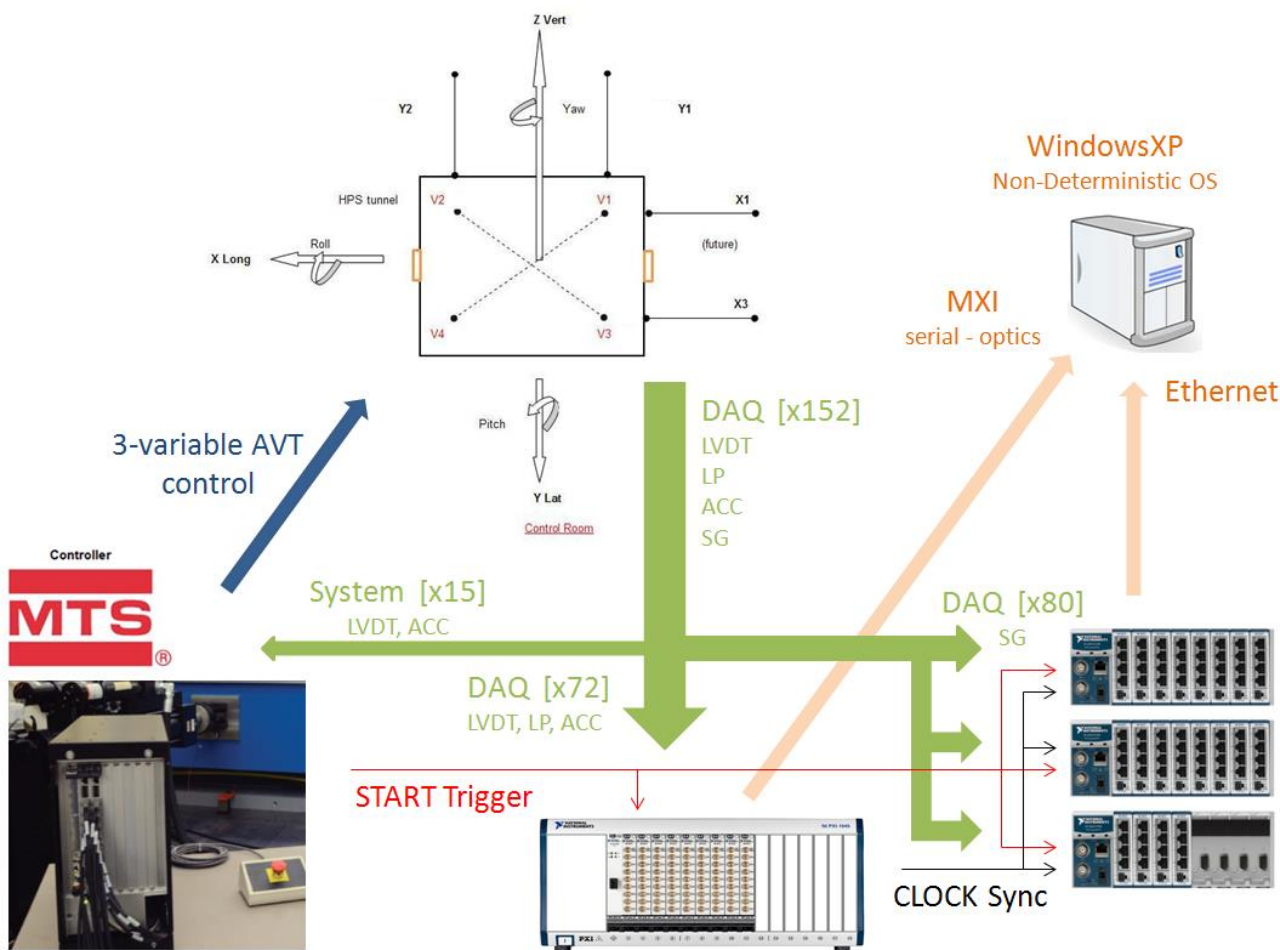 Z Vert
Y2
Yaw
Y1
WindowsXP
Non-Deterministic OS
HPS tunnel
V2
V1
X1
Roll
(future)
X Long
MXI
serial - optics
X3
V4
V3
Ethernet
DAQ [x152]
LVDT
LP
ACC
SG
Pitch
3-variable AVT
control
Y Lat
Control Room
Controller
MTS
®
System [x15]
LVDT, ACC
DAQ [x80]
SG
DAQ [x72]
LVDT, LP, ACC
START Trigger
NATIONAL
INSTRUMENTS
PXI
CLOCK Sync